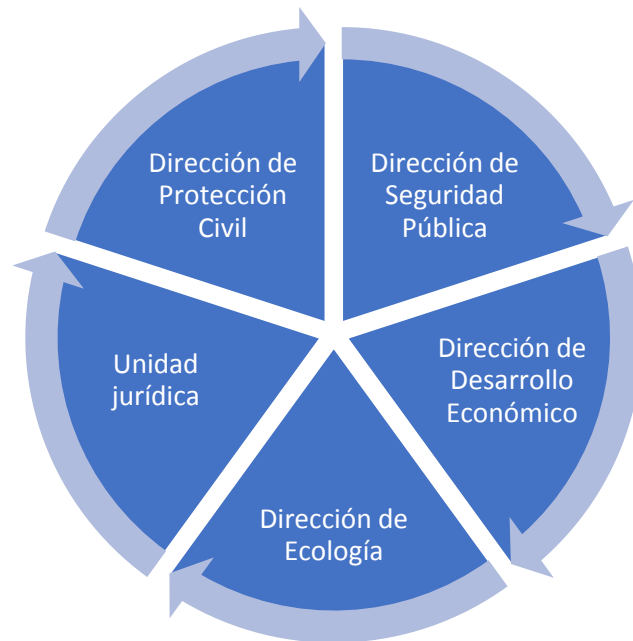 Dirección de
Protección
Civil
Dirección de
Seguridad
Pública
Dirección de
Desarrollo
Económico
Dirección de
Ecología
Unidad
jurídica